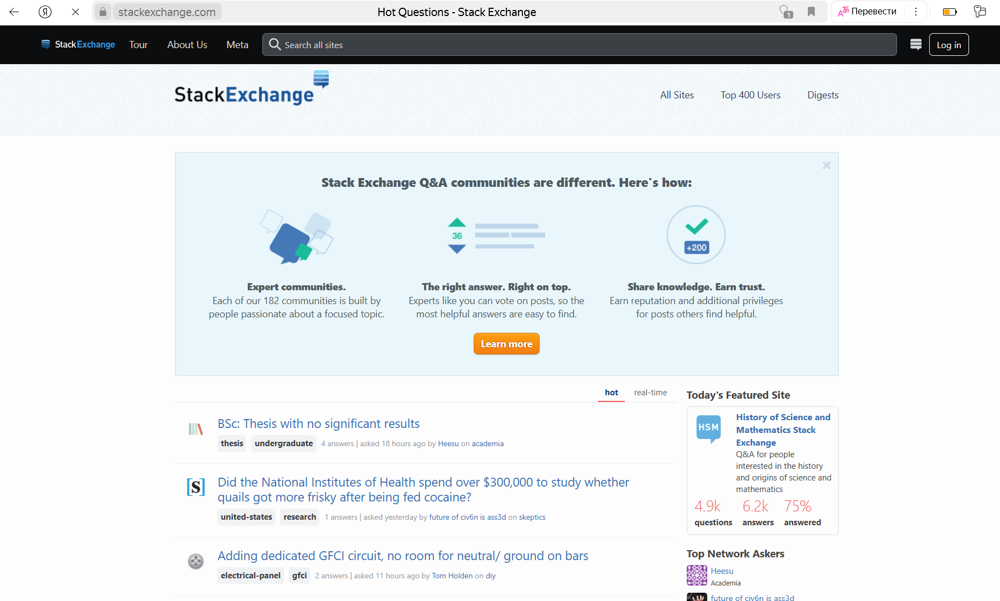 stackexchange.com
Hot Questions - Stack Exchange
1
Перевести
StackExchange
Tour
About Us
Meta
Search all sites
Log in
StackExchange
All Sites
Top 400 Users
Digests
Stack Exchange Q&A communities are different. Here's how:
36
+200
Expert communities.
Each of our 182 communities is built by
people passionate about a focused topic.
The right answer. Right on top.
Experts like you can vote on posts, so the
most helpful answers are easy to find.
Share knowledge. Earn trust.
Earn reputation and additional privileges
for posts others find helpful.
Learn more
hot
real-time
BSc: Thesis with no significant results
thesis undergraduate 4 answers | asked 18 hours ago by Heesu on academia
[S]
Did the National Institutes of Health spend over $300,000 to study whether
quails got more frisky after being fed cocaine?
united-states research 1 answers | asked yesterday by future of civ6n is ass3d on skeptics
Adding dedicated GFCI circuit, no room for neutral/ ground on bars
electrical-panel gfci 2 answers | asked 11 hours ago by Tom Holden on diy
Today's Featured Site
HSM
History of Science and
Mathematics Stack
Exchange
Q&A for people
interested in the history
and origins of science and
mathematics
4.9k 6.2k 75%
questions answers answered
Top Network Askers
Heesu
Academia
future of civ6n is ass3d